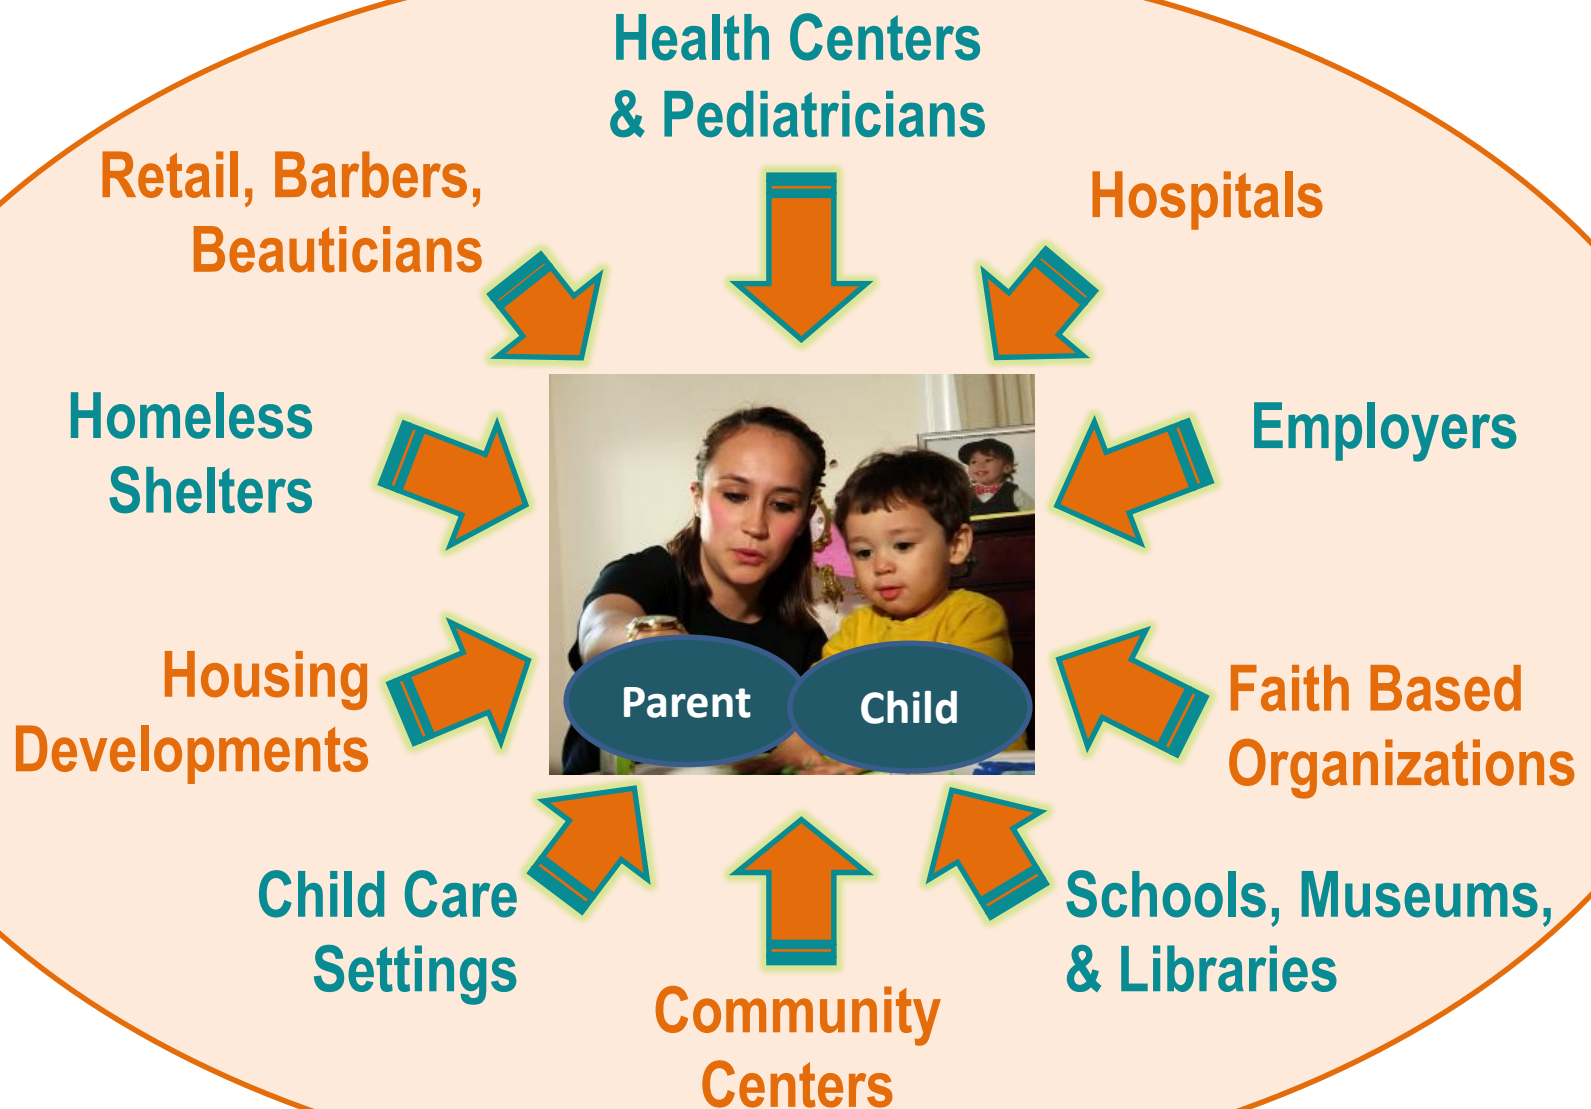 Health Centers
& Pediatricians
Retail, Barbers,
Beauticians
Hospitals
Homeless
Shelters
Employers
Housing
Developments
Parent
Child
Faith Based
Organizations
Child Care
Settings
Schools, Museums,
& Libraries
Community
Centers